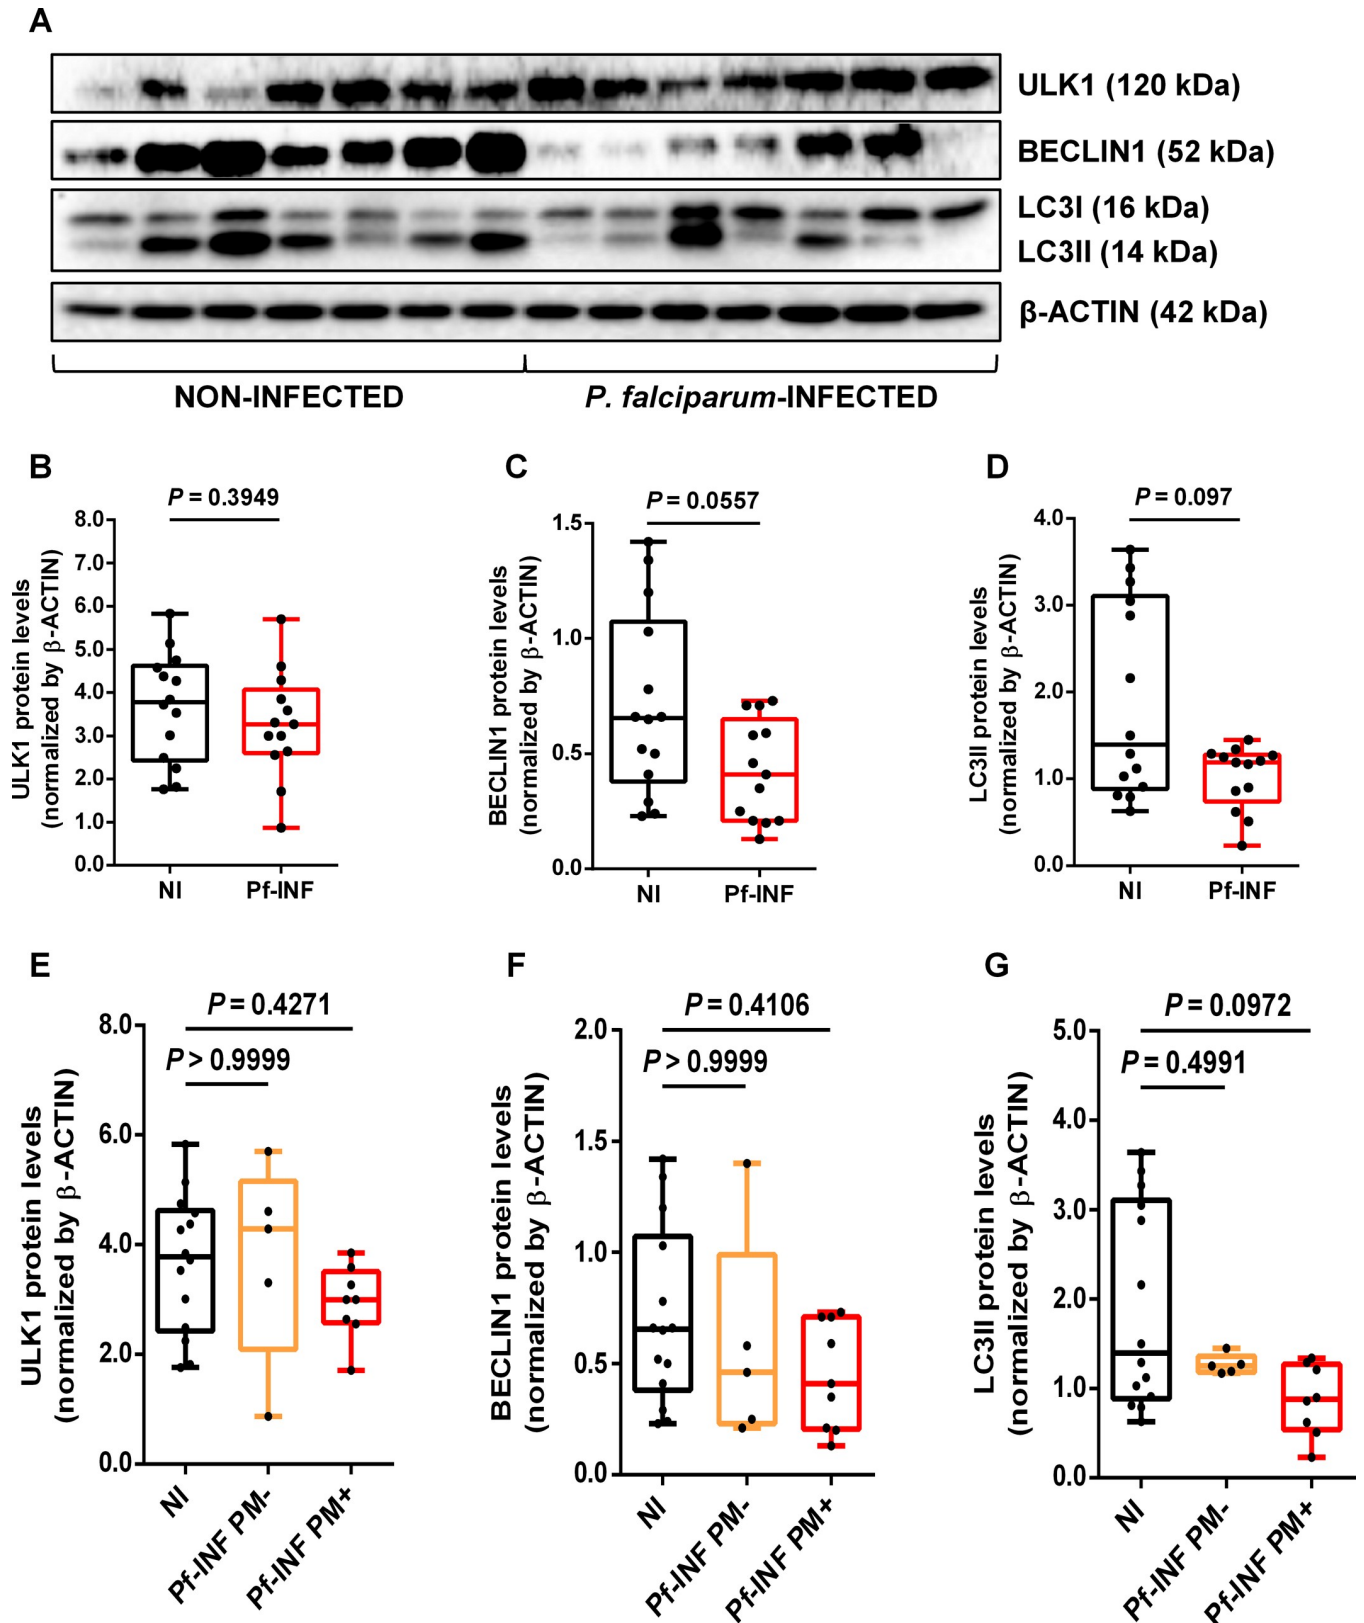 A
ULK1 (120 kDa)
BECLIN1 (52 kDa)
LC3I (16 kDa)
LC3II (14 kDa)
β-ACTIN (42 kDa)
NON-INFECTED
P. falciparum-INFECTED
B
P = 0.3949
ULK1 protein levels
(normalized by β-ACTIN)
8.0
7.0
6.0
5.0
4.0
3.0
2.0
1.0
0.0
NI
Pf-INF
C
P = 0.0557
BECLIN1 protein levels
(normalized by β-ACTIN)
1.5
1.0
0.5
0.0
NI
Pf-INF
D
P = 0.097
LC3II protein levels
(normalized by β-ACTIN)
4.0
3.0
2.0
1.0
0.0
NI
Pf-INF
E
P = 0.4271
P > 0.9999
ULK1 protein levels
(normalized by β-ACTIN)
8.0
6.0
4.0
2.0
0.0
NI
Pf-INF PM-
Pf-INF PM+
F
P = 0.4106
P > 0.9999
BECLIN1 protein levels
(normalized by β-ACTIN)
2.0
1.5
1.0
0.5
0.0
NI
Pf-INF PM-
Pf-INF PM+
G
P = 0.0972
P = 0.4991
LC3II protein levels
(normalized by β-ACTIN)
5.0
4.0
3.0
2.0
1.0
0.0
NI
Pf-INF PM-
Pf-INF PM+